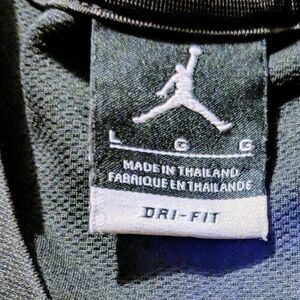 L G G
MADE IN THAILAND
FABRIQUE EN THAILANDE
DRI-FIT